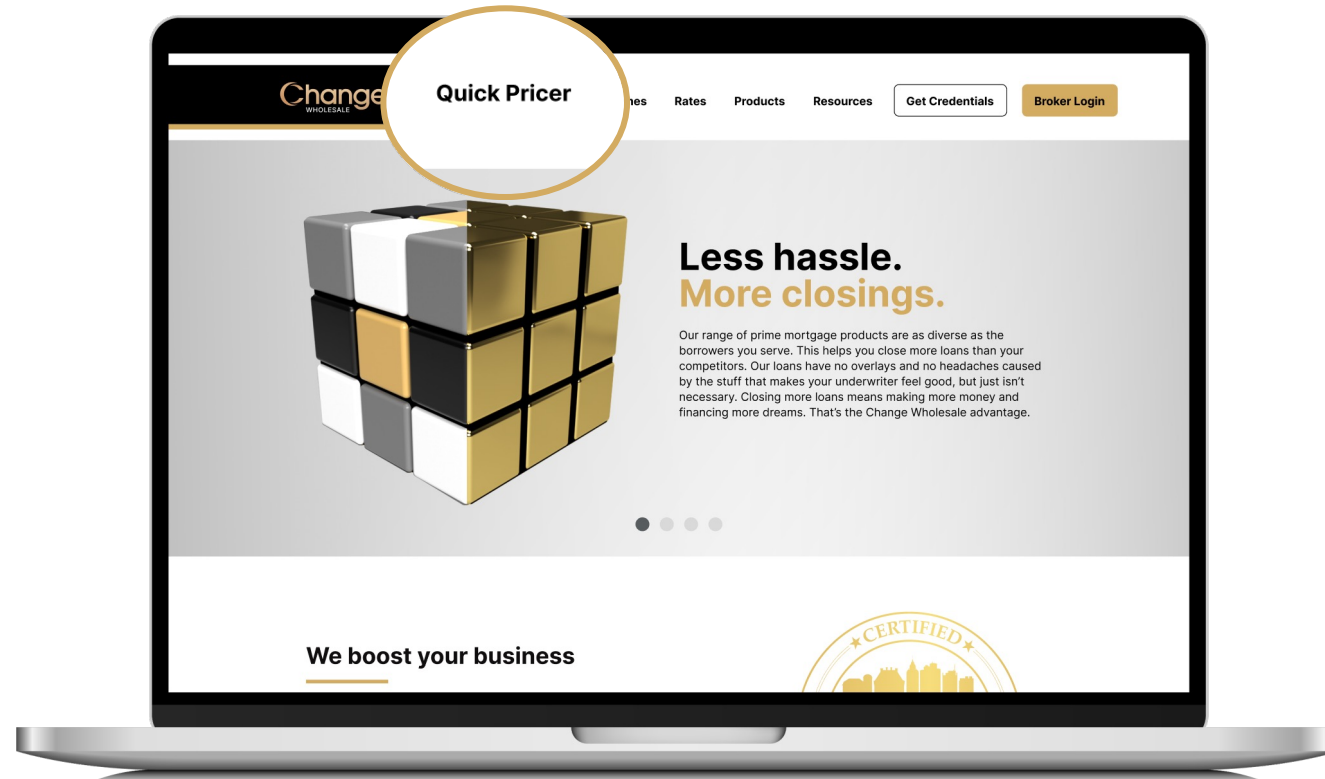 Change
WHOLESALE
Quick Pricer
Rates
Products
Resources
Get Credentials
Broker Login
Less hassle.
More closings.
Our range of prime mortgage products are as diverse as the
borrowers you serve. This helps you close more loans than your
competitors. Our loans have no overlays and no headaches caused
by the stuff that makes your underwriter feel good, but just isn't
necessary. Closing more loans means making more money and
financing more dreams. That's the Change Wholesale advantage.
We boost your business
CERTIFIED